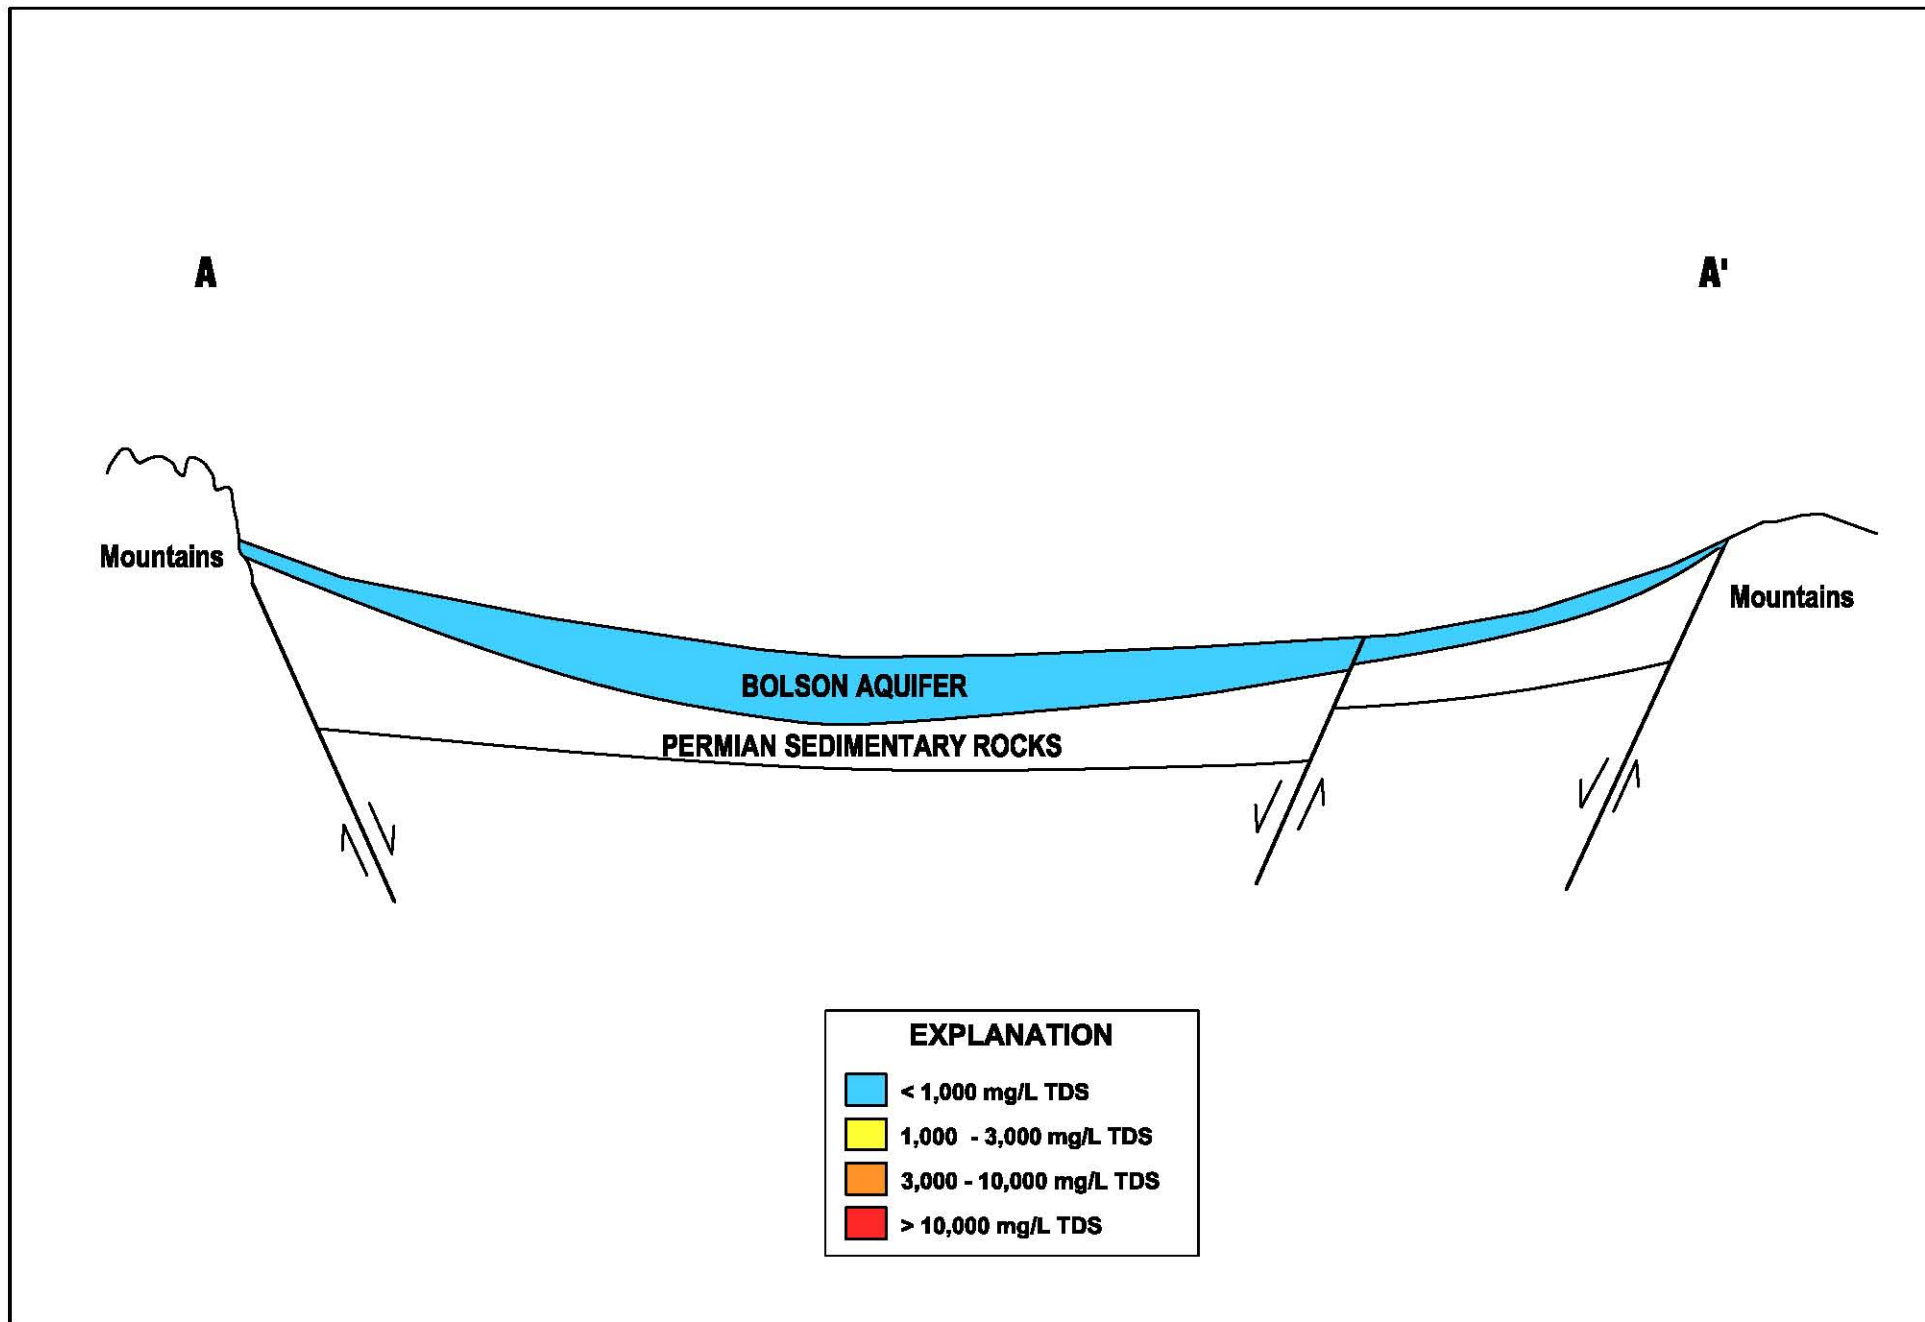 A
A'
Mountains
Mountains
BOLSON AQUIFER
PERMIAN SEDIMENTARY ROCKS
EXPLANATION
< 1,000 mg/L TDS
1,000 - 3,000 mg/L TDS
3,000 - 10,000 mg/L TDS
> 10,000 mg/L TDS